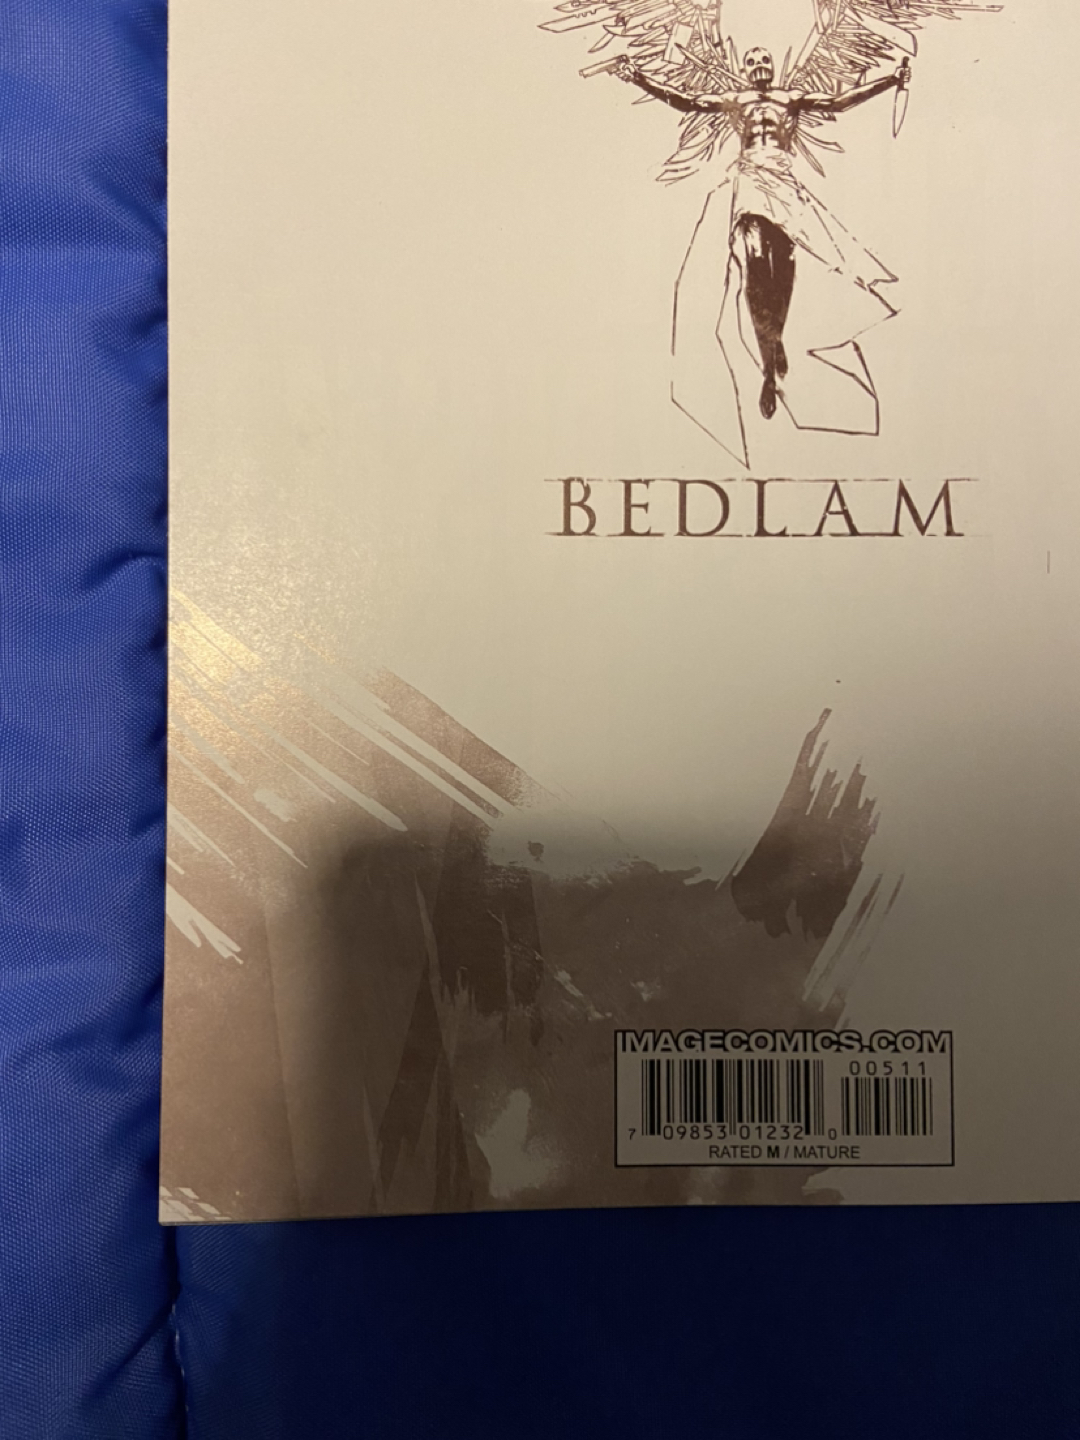 BEDLAM
IMAGECOMICS.COM
00511
7 09853 01232 0
RATED M / MATURE